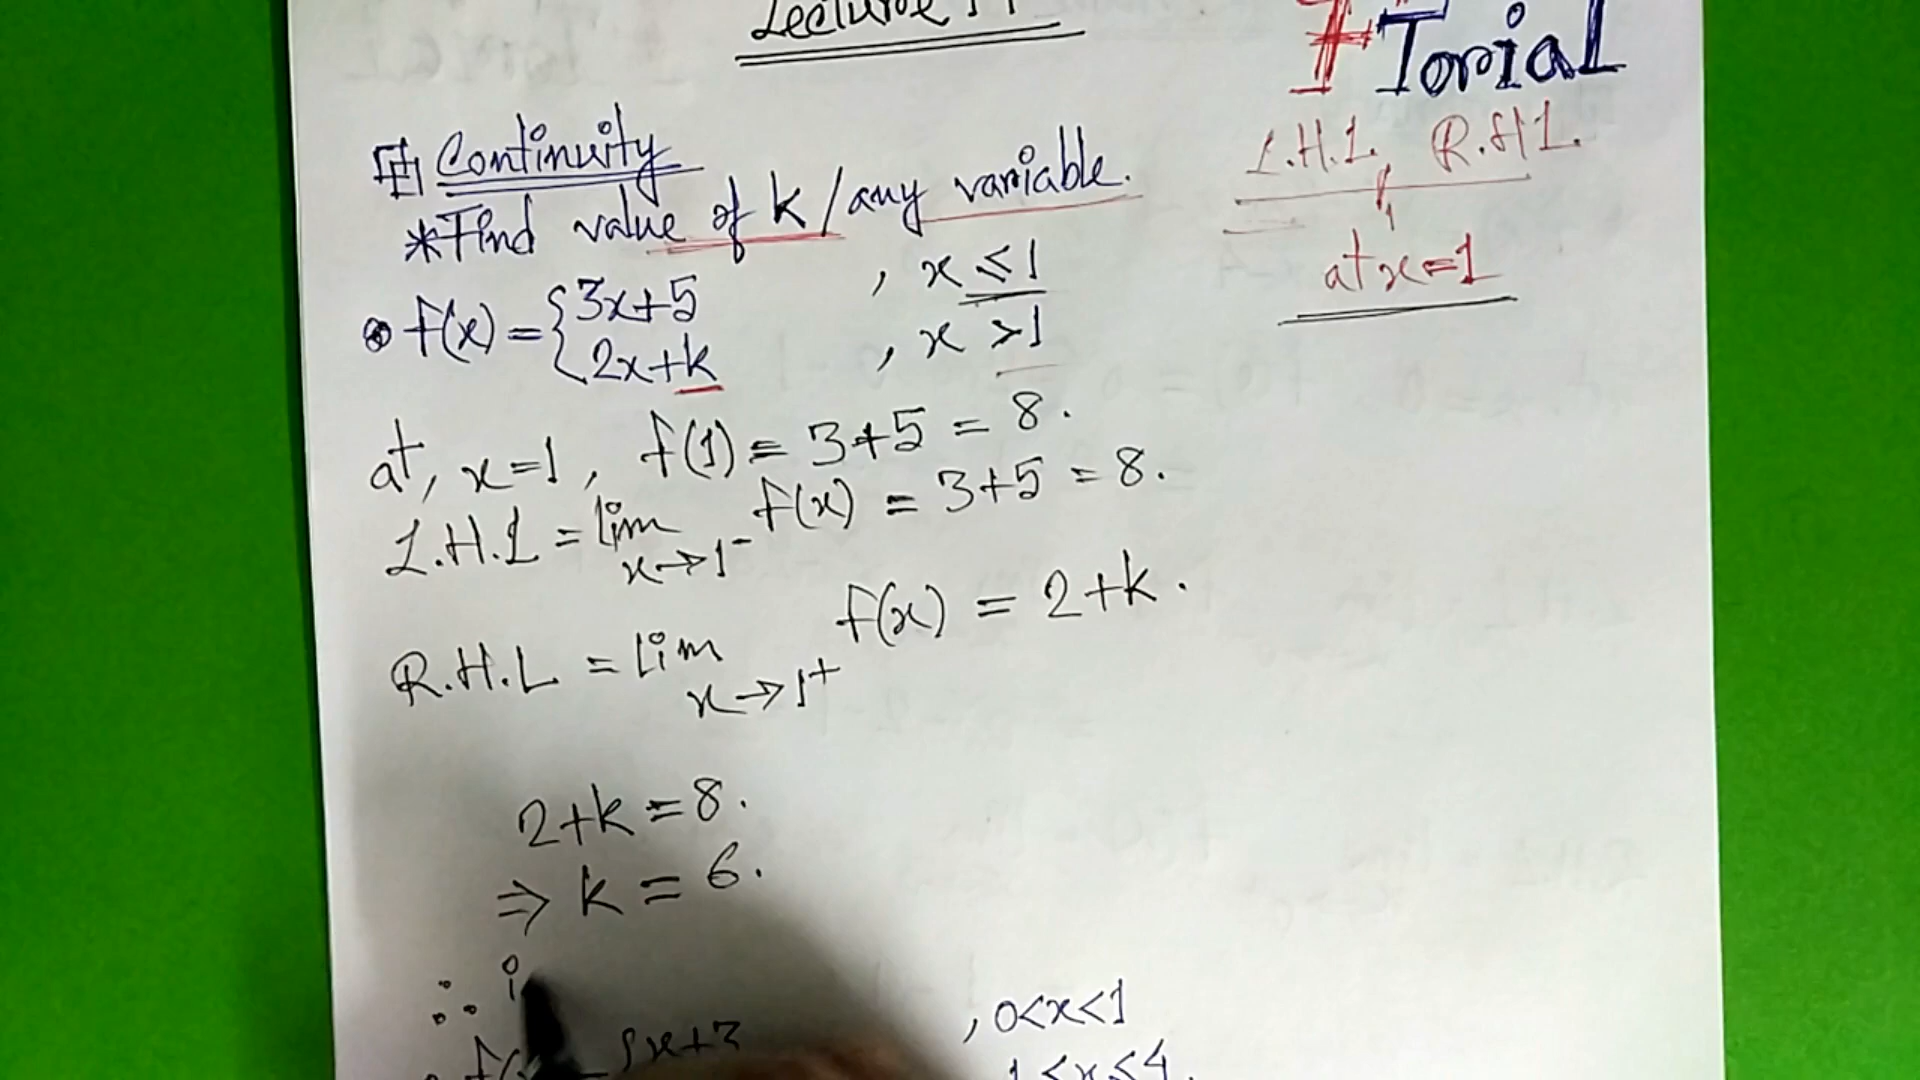 Lecture
# Torial
L.H.L, R.H.L.
at x=1
Continuity
*Find value of k / any variable.
f(x) = { 3x+5 , x ≤ 1
2x+k , x > 1
at, x=1, f(1) = 3+5 = 8.
L.H.L = lim x→1⁻ f(x) = 3+5 = 8.
R.H.L = lim x→1⁺ f(x) = 2+k.
2+k = 8.
⇒ k = 6.
∴ i
x+3 , 0<x<1